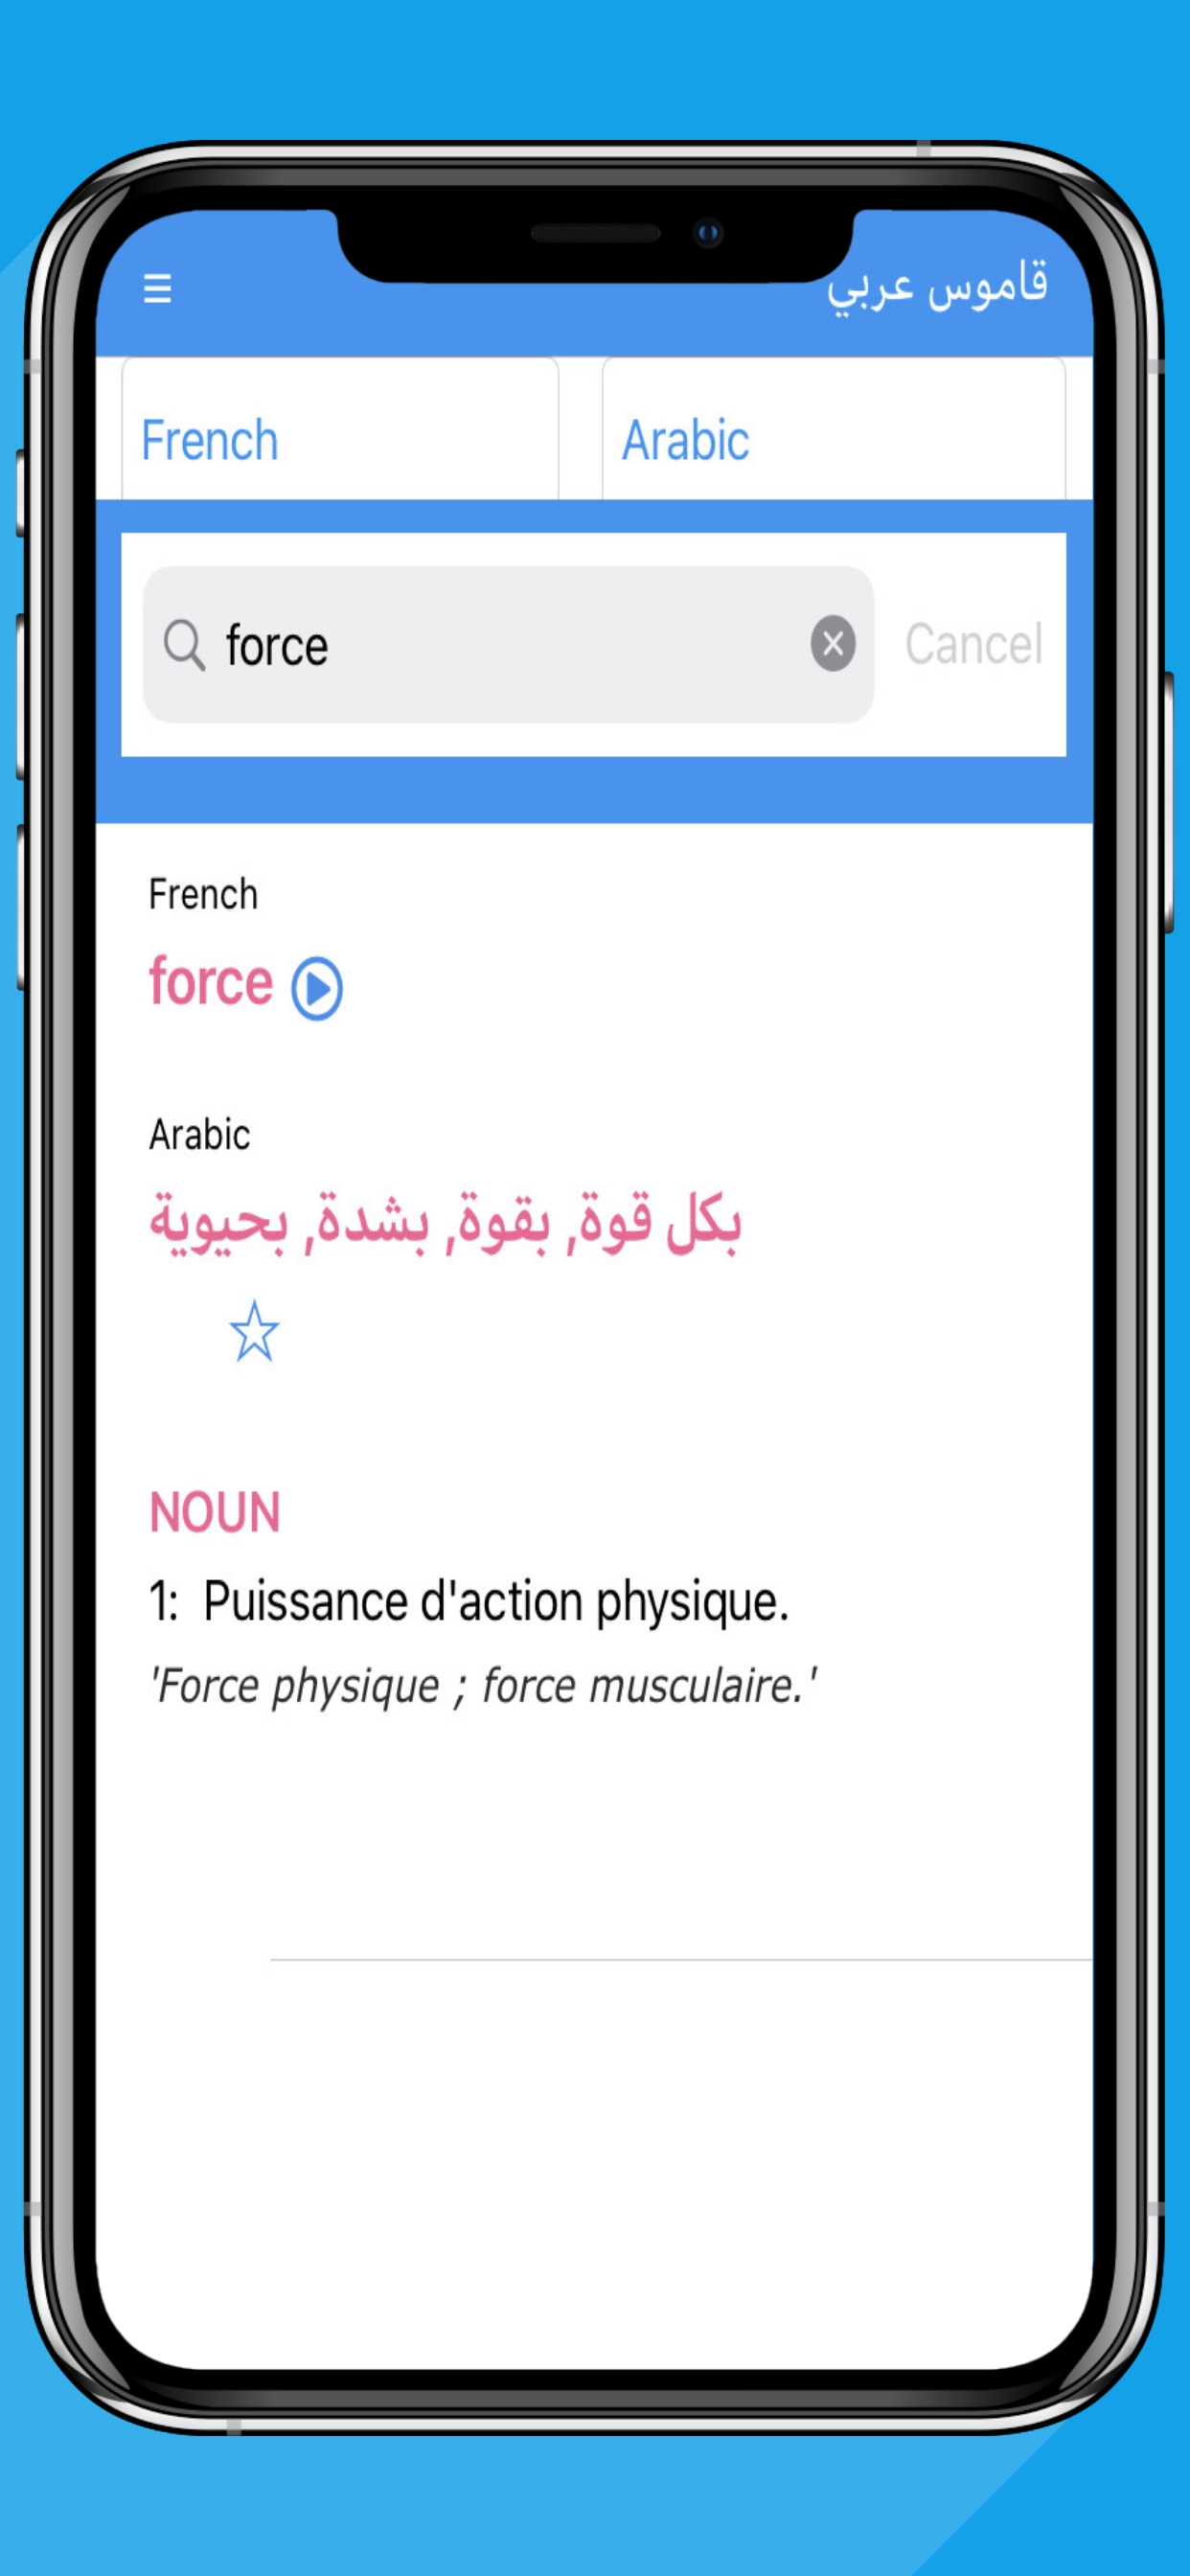 قاموس عربي
French
Arabic
force
Cancel
French
force
Arabic
بكل قوة, بقوة, بشدة, بحيوية
NOUN
1: Puissance d'action physique.
'Force physique ; force musculaire.'